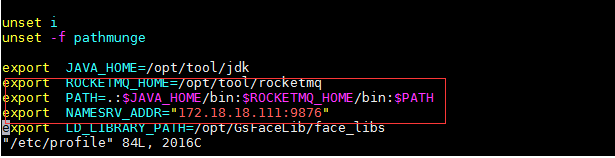 unset i
unset -f pathmunge
export  JAVA_HOME=/opt/tool/jdk
export  ROCKETMQ_HOME=/opt/tool/rocketmq
export  PATH=.:$JAVA_HOME/bin:$ROCKETMQ_HOME/bin:$PATH
export  NAMESRV_ADDR="172.18.18.111:9876"
export  LD_LIBRARY_PATH=/opt/GsFaceLib/face_libs
"/etc/profile" 84L, 2016C